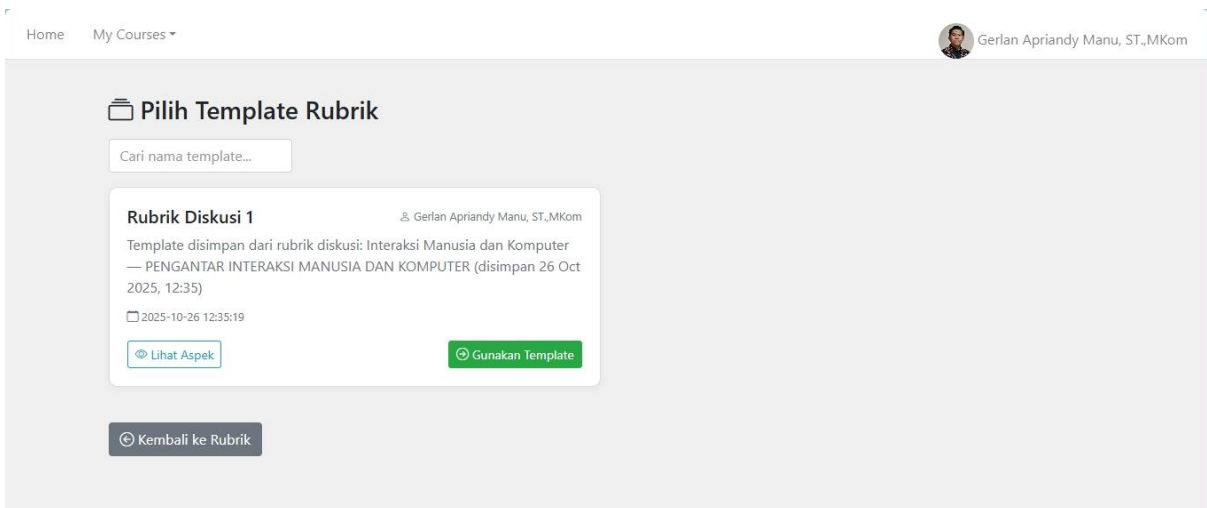 Home My Courses Gerlan Apriandy Manu, ST.,MKom
Pilih Template Rubrik
Cari nama template...
Rubrik Diskusi 1 Gerlan Apriandy Manu, ST.,MKom
Template disimpan dari rubrik diskusi: Interaksi Manusia dan Komputer
— PENGANTAR INTERAKSI MANUSIA DAN KOMPUTER (disimpan 26 Oct
2025, 12:35)
2025-10-26 12:35:19
Lihat Aspek Gunakan Template
Kembali ke Rubrik